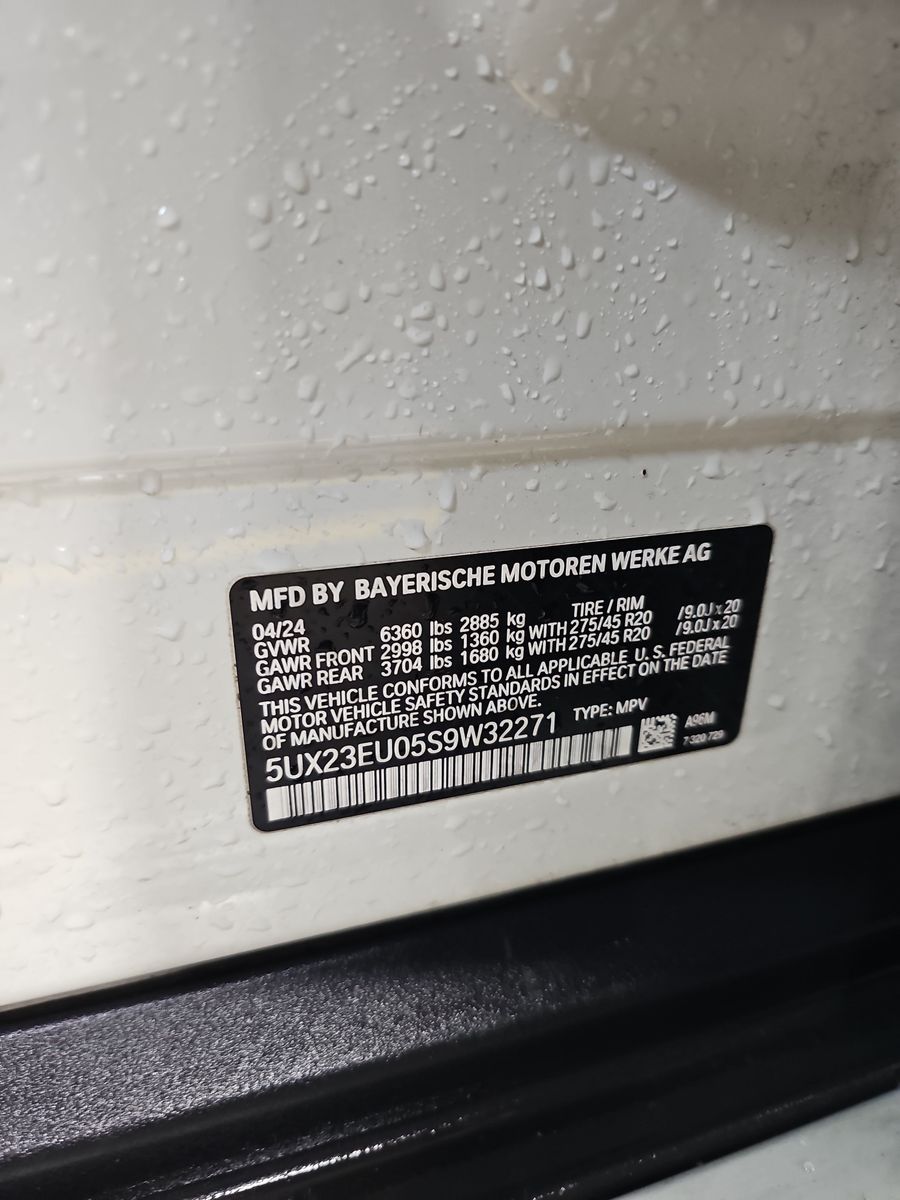 MFD BY BAYERISCHE MOTOREN WERKE AG
04/24 TIRE / RIM
GVWR 6360 lbs 2885 kg
GAWR FRONT 2998 lbs 1360 kg WITH 275/45 R20 /9.0J x 20
GAWR REAR 3704 lbs 1680 kg WITH 275/45 R20 /9.0J x 20
THIS VEHICLE CONFORMS TO ALL APPLICABLE U. S. FEDERAL
MOTOR VEHICLE SAFETY STANDARDS IN EFFECT ON THE DATE
OF MANUFACTURE SHOWN ABOVE.
5UX23EU05S9W32271 TYPE: MPV
A96M
7 320 729